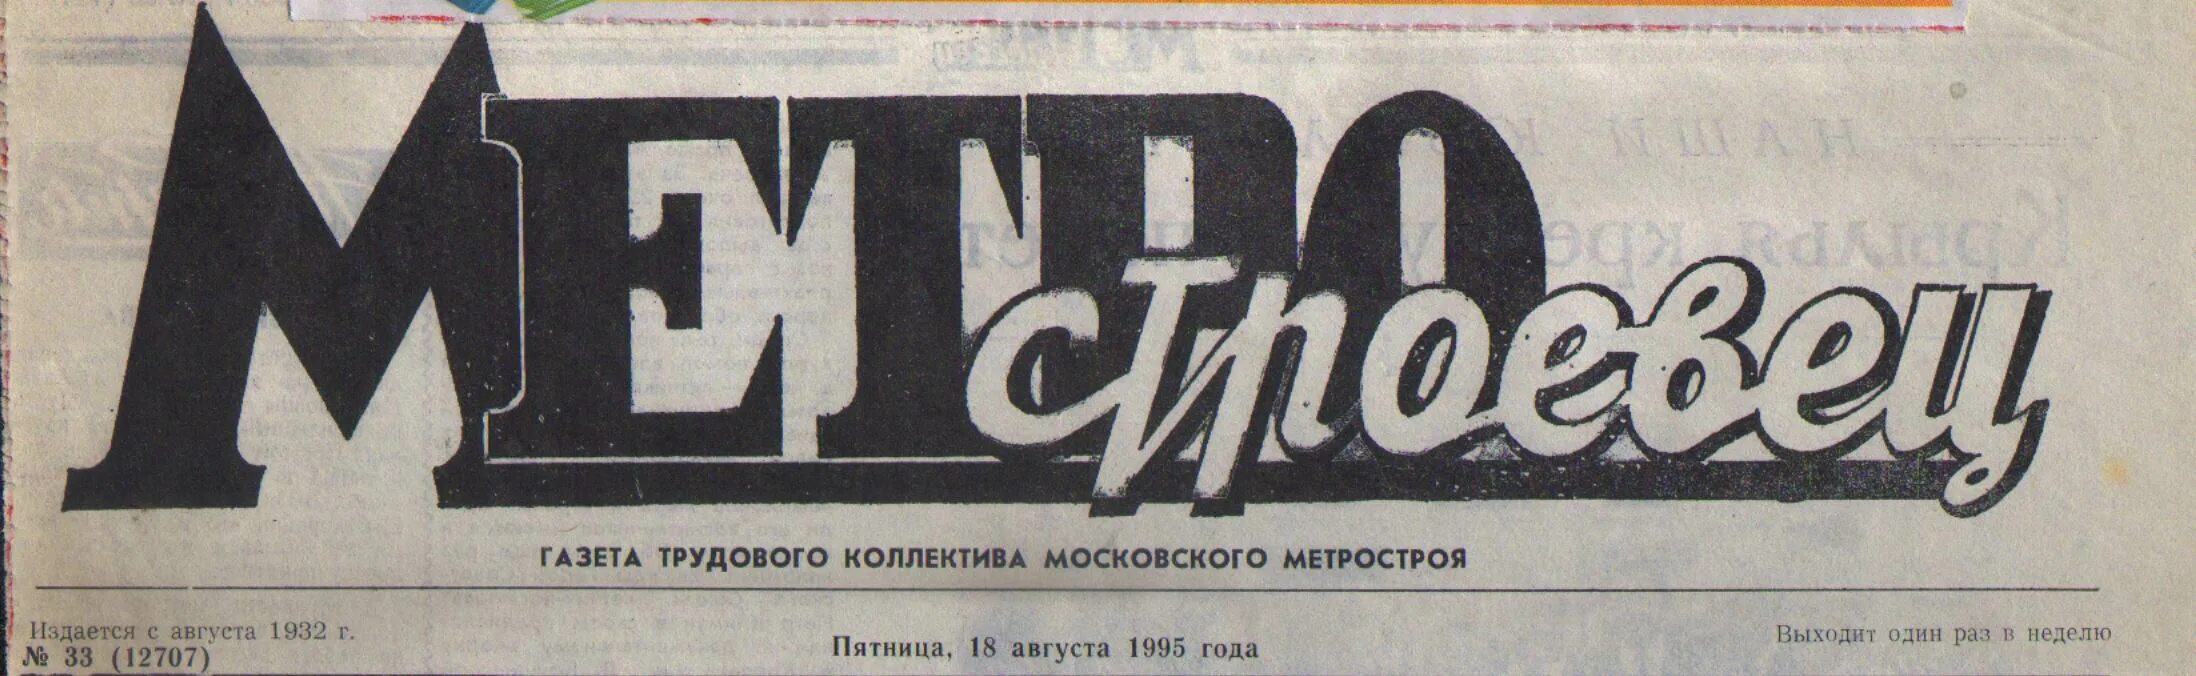 МЕТРО
строевец
ГАЗЕТА ТРУДОВОГО КОЛЛЕКТИВА МОСКОВСКОГО МЕТРОСТРОЯ
Издается с августа 1932 г.
№ 33 (12707)
Пятница, 18 августа 1995 года
Выходит один раз в неделю